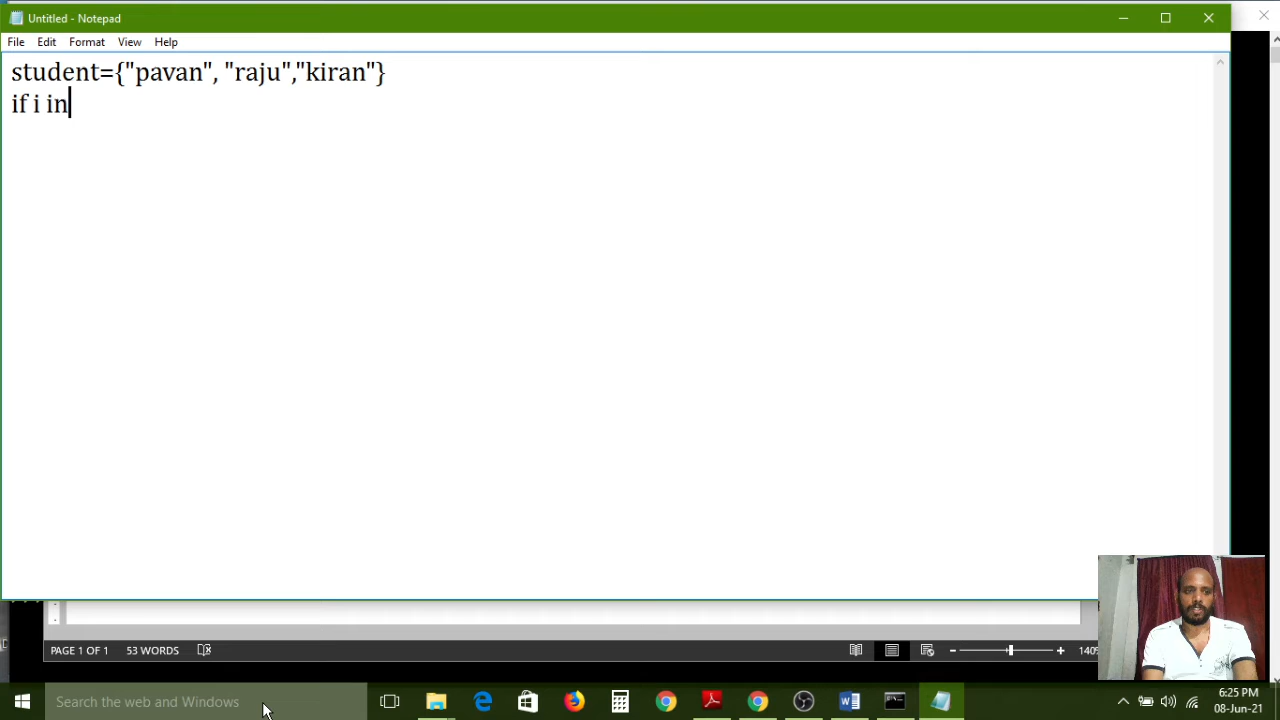 Untitled - Notepad
File Edit Format View Help
student={"pavan", "raju","kiran"}
if i in
PAGE 1 OF 1 53 WORDS
Search the web and Windows
6:25 PM
08-Jun-21